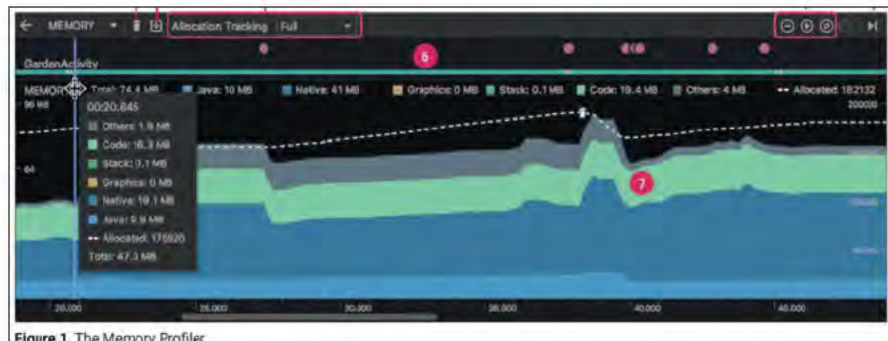 MEMORY Allocation Tracking Full
6
GardenActivity
MEMORY Total: 74.4 MB Java: 10 MB Native: 41 MB Graphics: 0 MB Stack: 0.1 MB Code: 19.4 MB Others: 4 MB Allocated: 182132
96 MB 200000
00:20.845
Others: 1.9 MB
Code: 16.3 MB
Stack: 0.1 MB
64
Graphics: 0 MB
7
Native: 19.1 MB
Java: 9.9 MB
Allocated: 175920
Total: 47.3 MB
20.000 25.000 30.000 35.000 40.000 45.000
Figure 1. The Memory Profiler